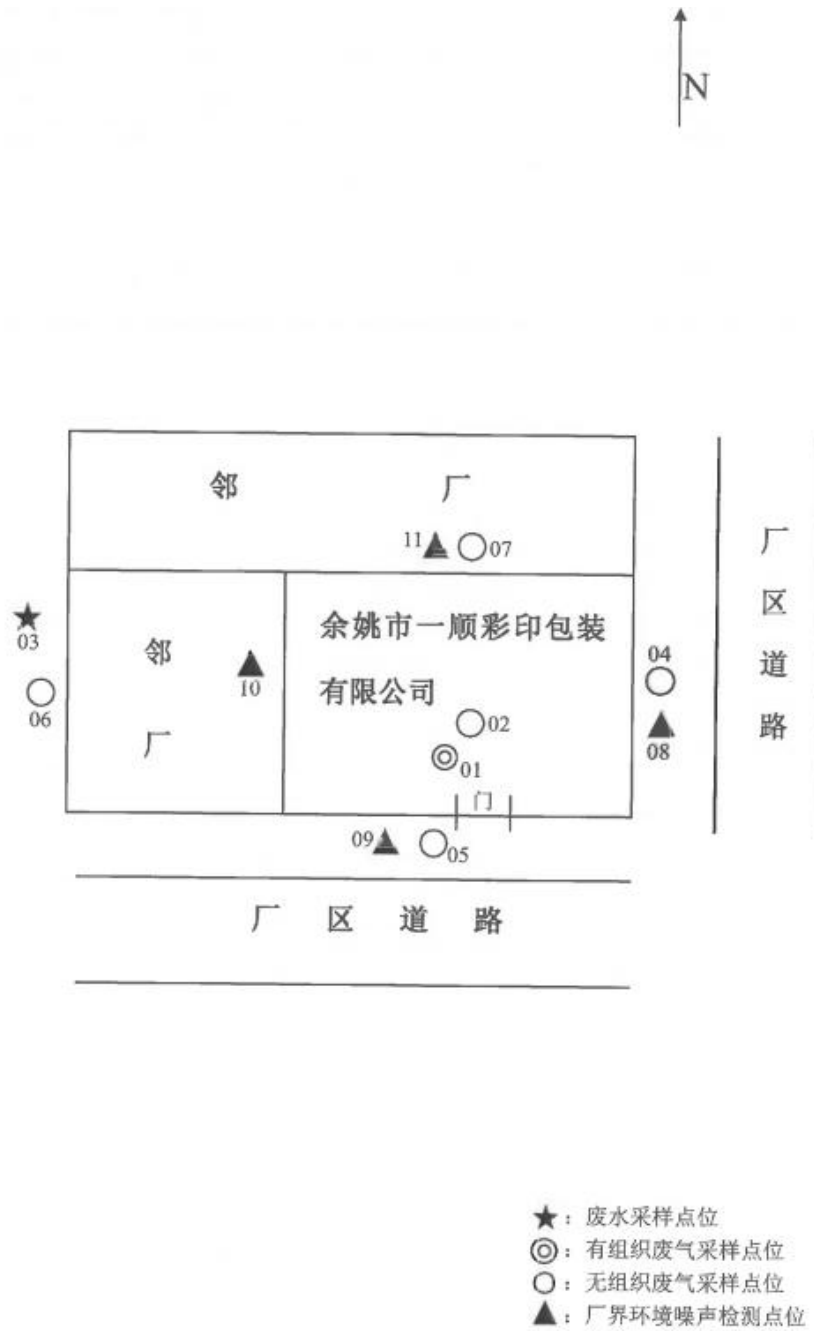 N
邻 厂
11
07
厂区道路
余姚市一顺彩印包装
有限公司
03
邻
厂
10
04
06
02
08
01
门
09
05
厂区道路
★：废水采样点位
◎：有组织废气采样点位
○：无组织废气采样点位
▲：厂界环境噪声检测点位